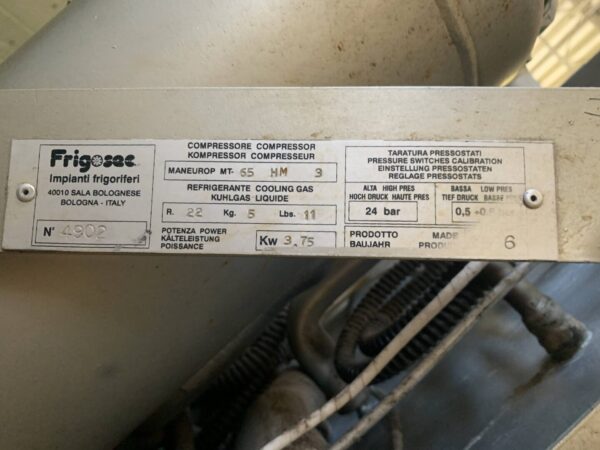 Frigosec
Impianti frigoriferi
40010 SALA BOLOGNESE
BOLOGNA - ITALY
N° 4902
COMPRESSORE COMPRESSOR
KOMPRESSOR COMPRESSEUR
MANEUROP MT- 65 HM 3
REFRIGERANTE COOLING GAS
KUHLGAS LIQUIDE
R. 22 Kg. 5 Lbs. 11
POTENZA POWER
KÄLTELEISTUNG
POISSANCE
Kw 3.75
TARATURA PRESSOSTATI
PRESSURE SWITCHES CALIBRATION
EINSTELLUNG PRESSOSTATEN
REGLAGE PRESSOSTATS
ALTA HIGH PRES
HOCH DRUCK HAUTE PRES
24 bar
BASSA LOW PRES
TIEF DRUCK
0,5
PRODOTTO MADE
BAUJAHR
6